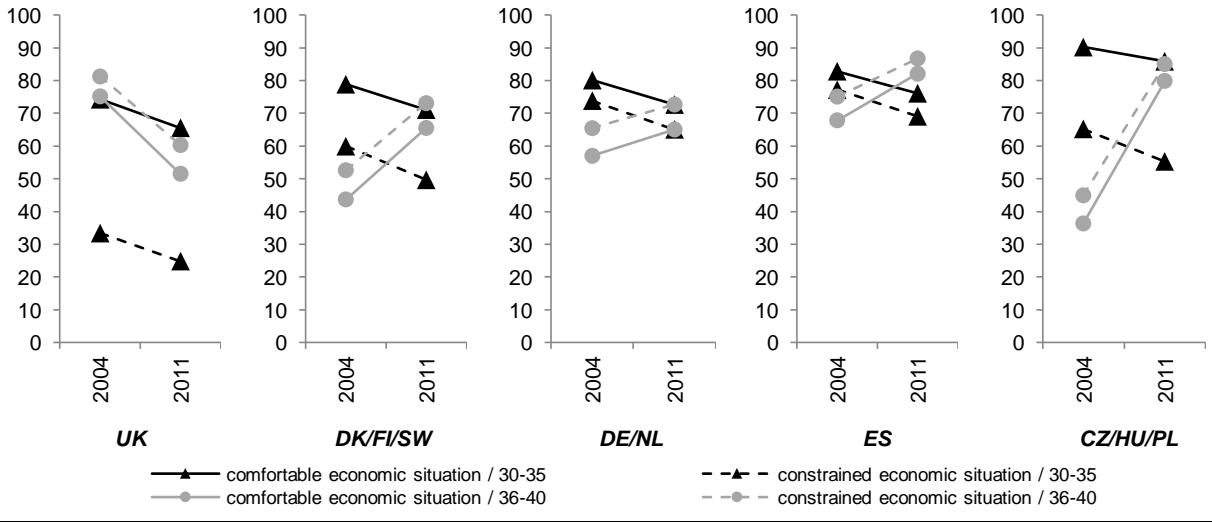 100 100 100 100 100
90 90 90 90 90
80 80 80 80 80
70 70 70 70 70
60 60 60 60 60
50 50 50 50 50
40 40 40 40 40
30 30 30 30 30
20 20 20 20 20
10 10 10 10 10
0 0 0 0 0
2004 2011 2004 2011 2004 2011 2004 2011 2004 2011
UK DK/FI/SW DE/NL ES CZ/HU/PL
comfortable economic situation / 30-35 constrained economic situation / 30-35
comfortable economic situation / 36-40 constrained economic situation / 36-40